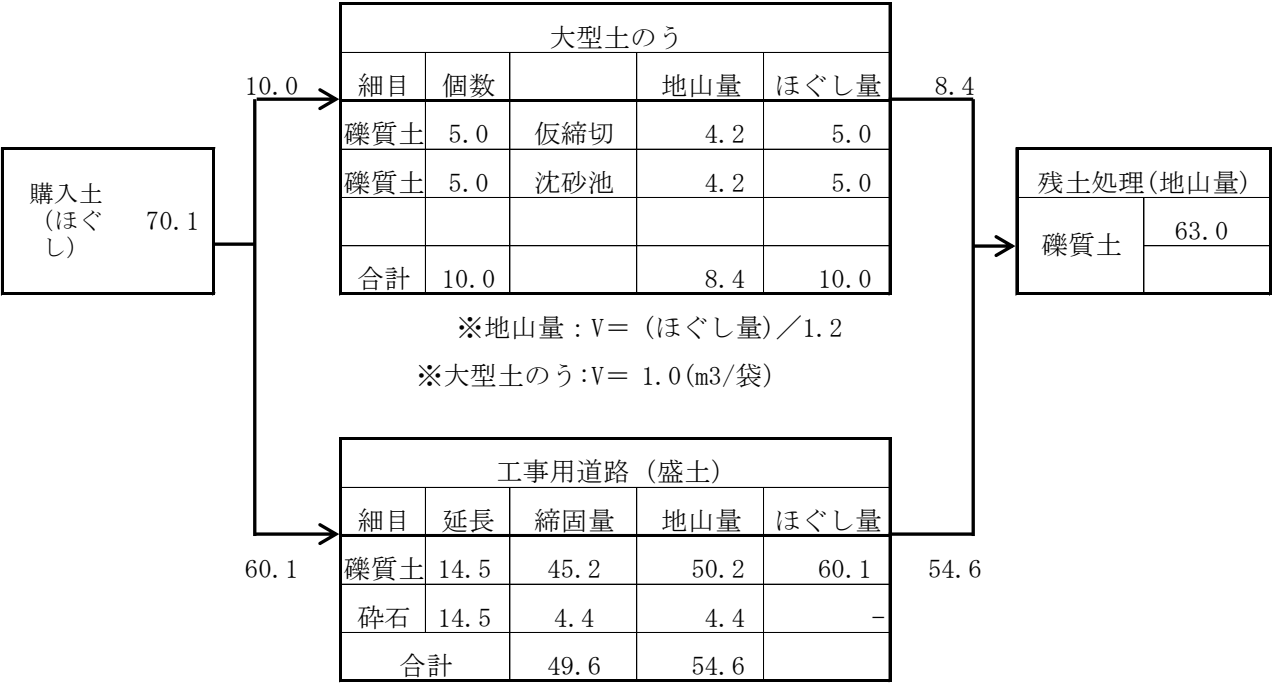 大型土のう
10.0 細目 個数 地山量 ほぐし量 8.4
礫質土 5.0 仮締切 4.2 5.0
礫質土 5.0 沈砂池 4.2 5.0
合計 10.0 8.4 10.0
購入土
(ほぐ 70.1
し)
残土処理(地山量)
礫質土 63.0
※地山量：V＝ (ほぐし量)／1.2
※大型土のう:V＝ 1.0(m3/袋)
工事用道路 (盛土)
細目 延長 締固量 地山量 ほぐし量
60.1 礫質土 14.5 45.2 50.2 60.1 54.6
砕石 14.5 4.4 4.4 -
合計 49.6 54.6